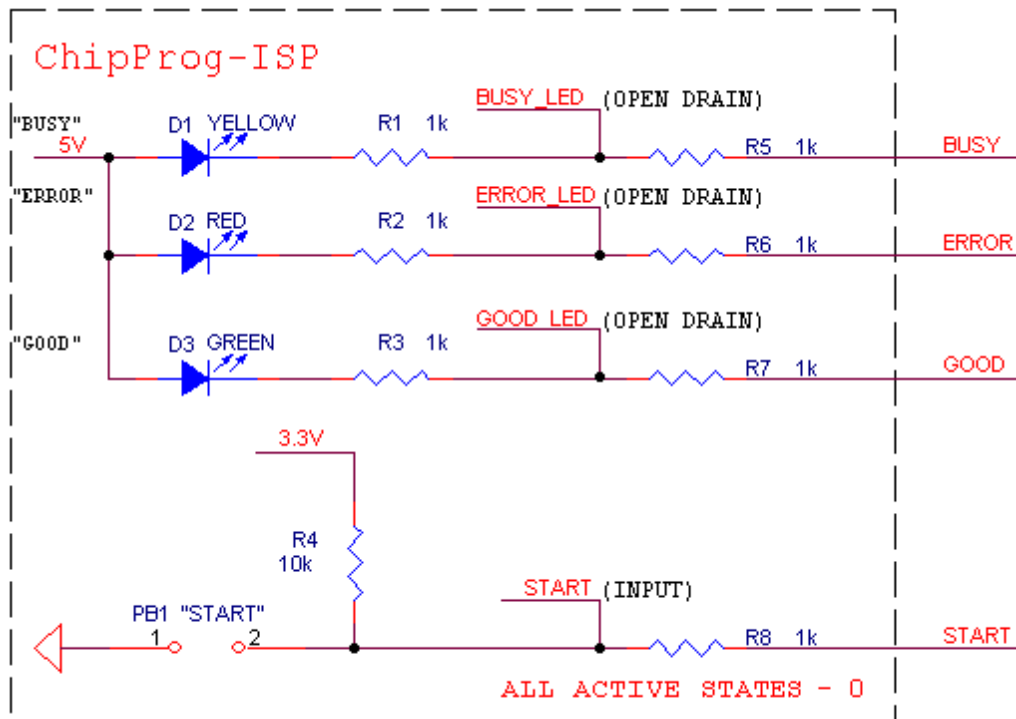 ChipProg-ISP
BUSY_LED (OPEN DRAIN)
"BUSY" D1 YELLOW R1 1k
5V R5 1k BUSY
"ERROR" ERROR_LED (OPEN DRAIN)
D2 RED R2 1k R6 1k ERROR
GOOD_LED (OPEN DRAIN)
"GOOD" D3 GREEN R3 1k
R7 1k GOOD
3.3V
R4
10k
START (INPUT)
PB1 "START"
1 2 R8 1k START
ALL ACTIVE STATES - 0